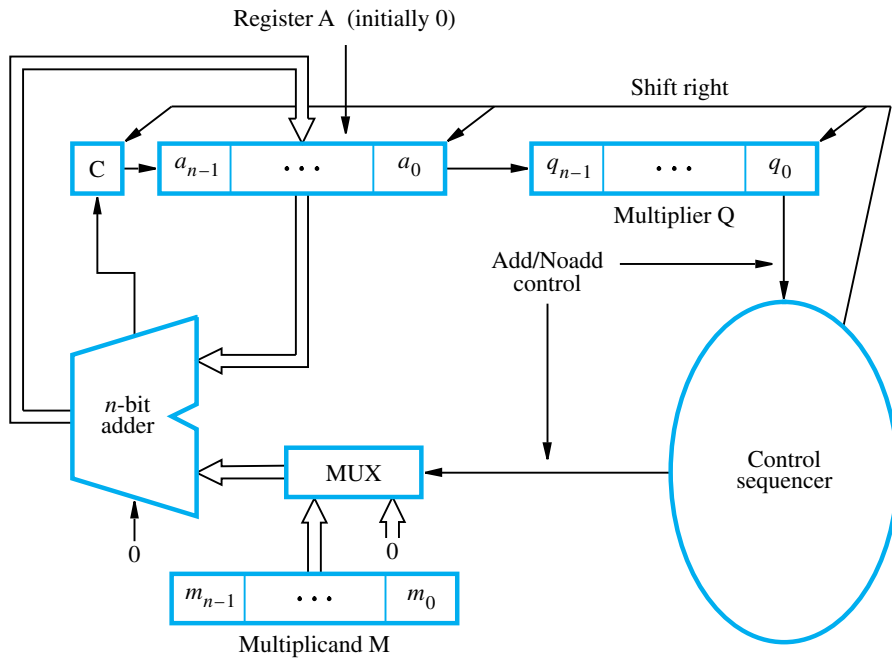 Register A (initially 0)
Shift right
C
a_{n−1} • • • a_0
q_{n−1} • • • q_0
Multiplier Q
Add/Noadd
control
n-bit
adder
MUX
Control
sequencer
0
0
m_{n−1} • • • m_0
Multiplicand M